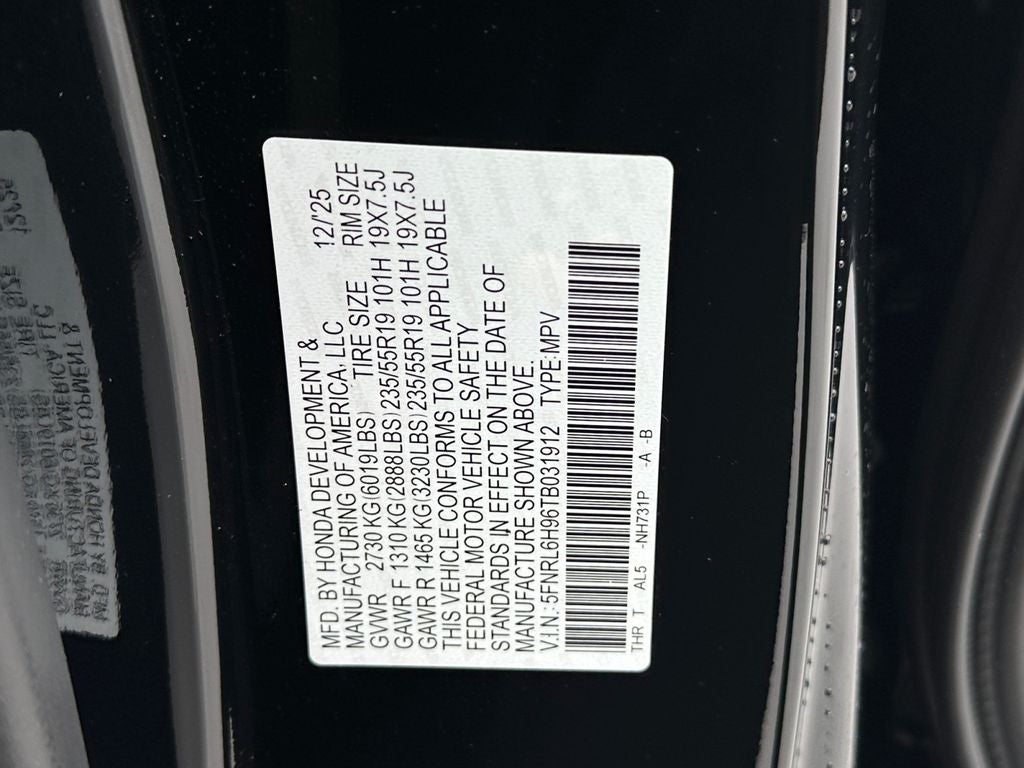 MFD. BY HONDA DEVELOPMENT & 12/'25
MANUFACTURING OF AMERICA, LLC
GVWR 2730 KG(6019LBS) TIRE SIZE RIM SIZE
GAWR F 1310 KG(2888LBS) 235/55R19 101H 19X7.5J
GAWR R 1465 KG(3230LBS) 235/55R19 101H 19X7.5J
THIS VEHICLE CONFORMS TO ALL APPLICABLE
FEDERAL MOTOR VEHICLE SAFETY
STANDARDS IN EFFECT ON THE DATE OF
MANUFACTURE SHOWN ABOVE.
V.I.N.: 5FNRL6H96TB031912 TYPE:MPV
THR. T AL5 -NH731P -A -B